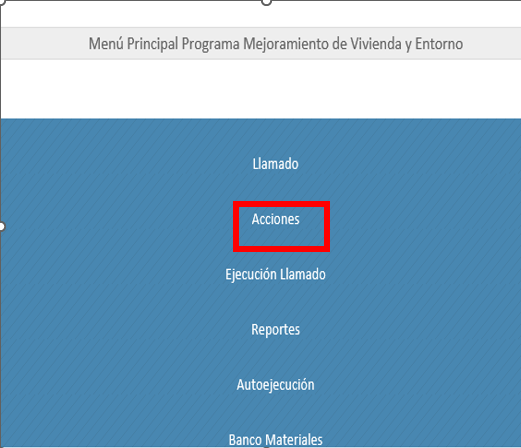 Menú Principal Programa Mejoramiento de Vivienda y Entorno
Llamado
Acciones
Ejecución Llamado
Reportes
Autoejecución
Banco Materiales